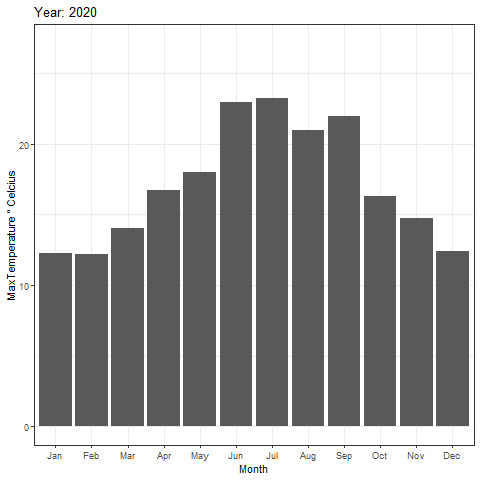 Year: 2020
MaxTemperature " Celcius
20
10
0
Jan Feb Mar Apr May Jun Jul Aug Sep Oct Nov Dec
Month